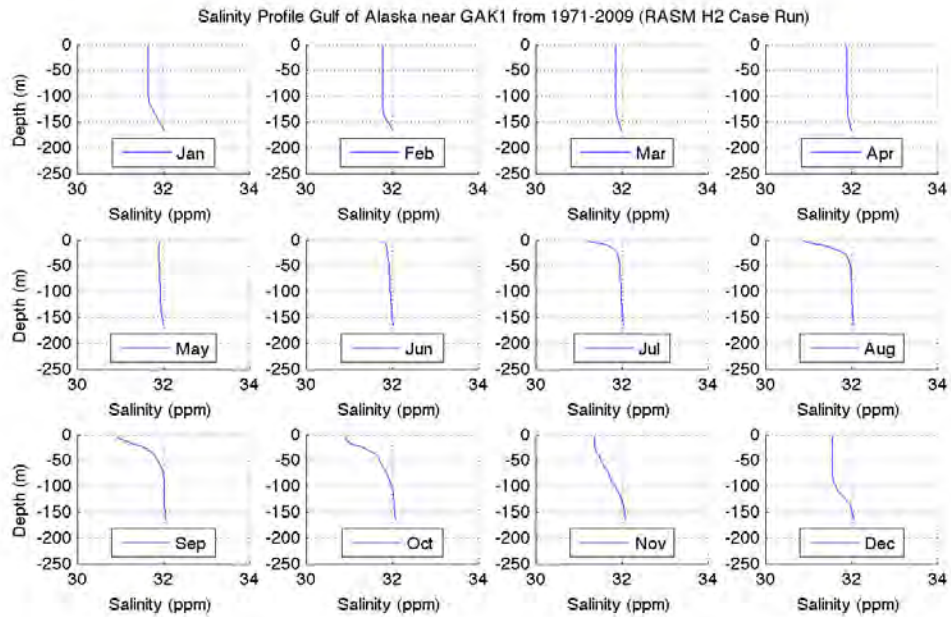 Salinity Profile Gulf of Alaska near GAK1 from 1971-2009 (RASM H2 Case Run)
Depth (m)
0
-50
-100
-150
-200
-250
Jan
30 32 34
Salinity (ppm)
0
-50
-100
-150
-200
-250
Feb
30 32 34
Salinity (ppm)
0
-50
-100
-150
-200
-250
Mar
30 32 34
Salinity (ppm)
0
-50
-100
-150
-200
-250
Apr
30 32 34
Salinity (ppm)
Depth (m)
0
-50
-100
-150
-200
-250
May
30 32 34
Salinity (ppm)
0
-50
-100
-150
-200
-250
Jun
30 32 34
Salinity (ppm)
0
-50
-100
-150
-200
-250
Jul
30 32 34
Salinity (ppm)
0
-50
-100
-150
-200
-250
Aug
30 32 34
Salinity (ppm)
Depth (m)
0
-50
-100
-150
-200
-250
Sep
30 32 34
Salinity (ppm)
0
-50
-100
-150
-200
-250
Oct
30 32 34
Salinity (ppm)
0
-50
-100
-150
-200
-250
Nov
30 32 34
Salinity (ppm)
0
-50
-100
-150
-200
-250
Dec
30 32 34
Salinity (ppm)